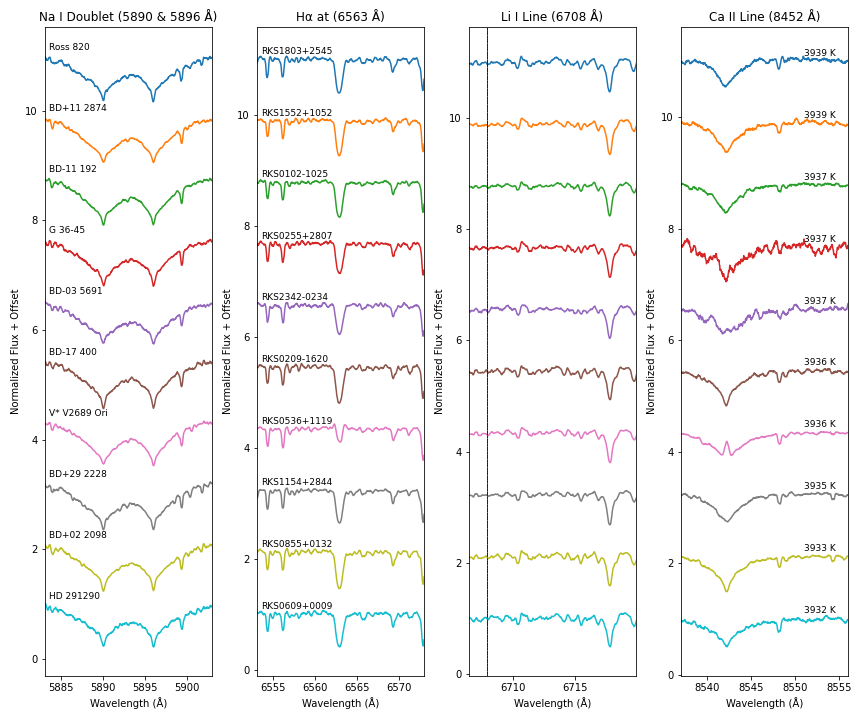 Na I Doublet (5890 & 5896 Å)
Hα at (6563 Å)
Li I Line (6708 Å)
Ca II Line (8452 Å)
Ross 820
BD+11 2874
BD-11 192
G 36-45
BD-03 5691
BD-17 400
V* V2689 Ori
BD+29 2228
BD+02 2098
HD 291290
10
8
6
4
2
0
Normalized Flux + Offset
5885
5890
5895
5900
Wavelength (Å)
RKS1803+2545
RKS1552+1052
RKS0102-1025
RKS0255+2807
RKS2342-0234
RKS0209-1620
RKS0536+1119
RKS1154+2844
RKS0855+0132
RKS0609+0009
10
8
6
4
2
0
Normalized Flux + Offset
6555
6560
6565
6570
Wavelength (Å)
10
8
6
4
2
0
Normalized Flux + Offset
6710
6715
Wavelength (Å)
3939 K
3939 K
3937 K
3937 K
3937 K
3936 K
3936 K
3935 K
3933 K
3932 K
10
8
6
4
2
0
Normalized Flux + Offset
8540
8545
8550
8555
Wavelength (Å)